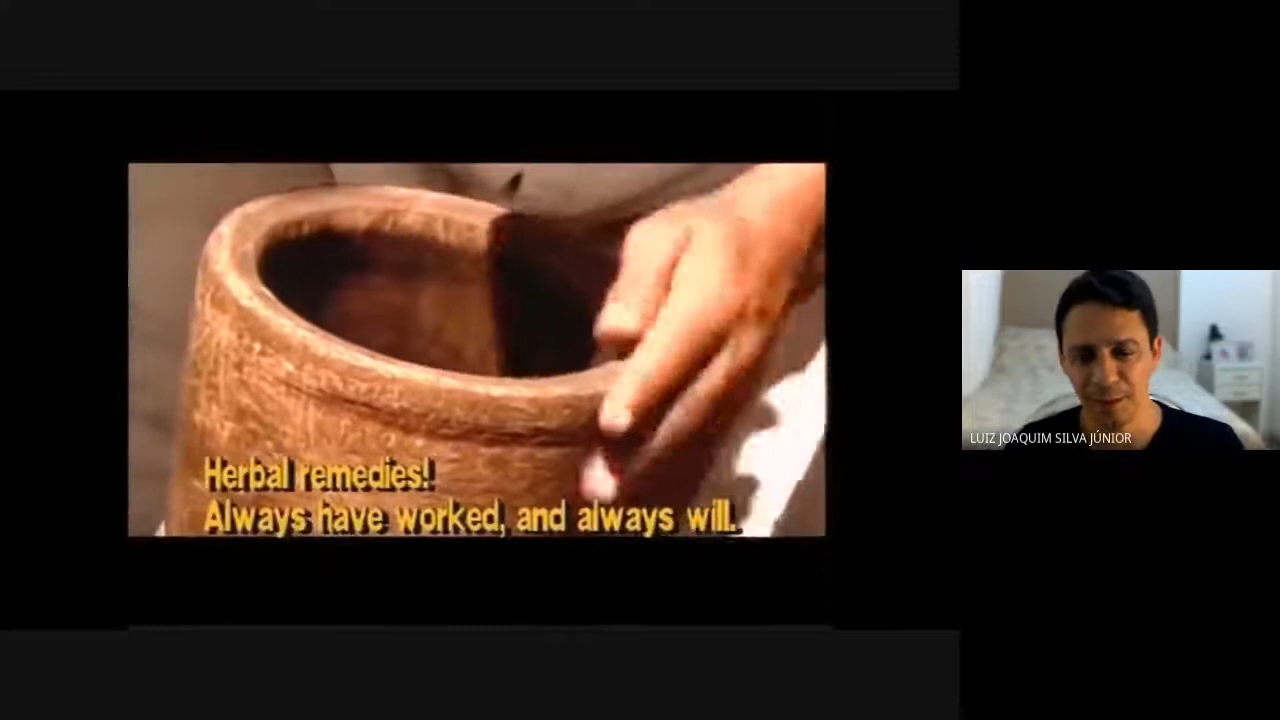 Herbal remedies!
Always have worked, and always will.
LUIZ JOAQUIM SILVA JÚNIOR